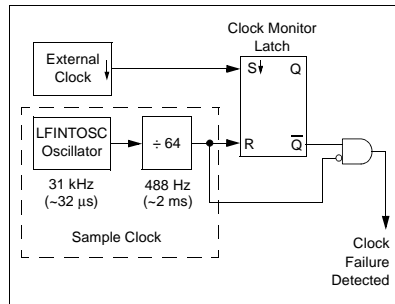 Clock Monitor
Latch
External
Clock
S
Q
LFINTOSC
Oscillator
÷ 64
R
Q
31 kHz
(~32 μs)
488 Hz
(~2 ms)
Sample Clock
Clock
Failure
Detected